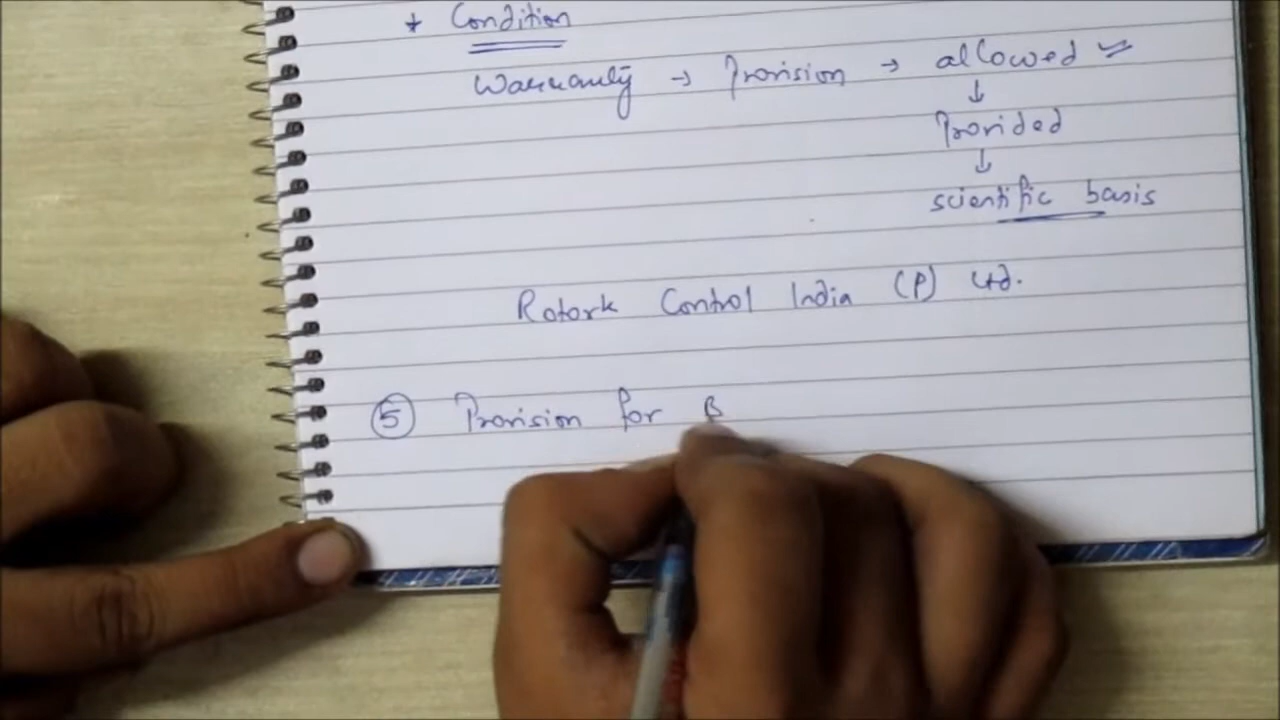 * Condition
Warranty → Provision → allowed
↓
Provided
↓
scientific basis
Rotork Control India (P) Ltd.
⑤ Provision for B